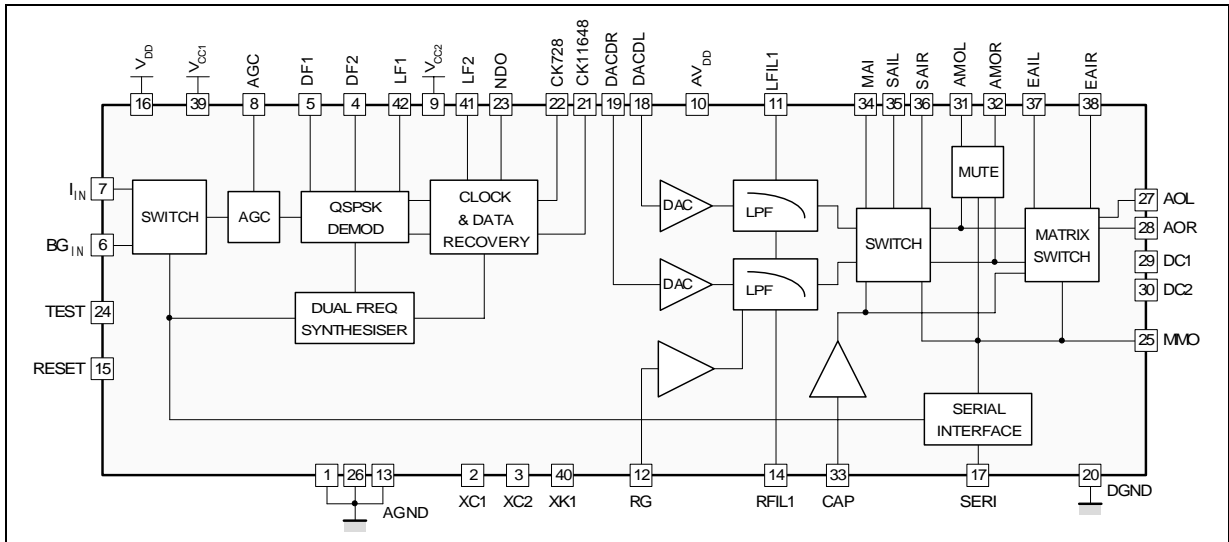 VDD
VCC1
AGC
DF1
DF2
LF1
VCC2
LF2
NDO
CK728
CK11648
DACDR
DACDL
AVDD
LFIL1
MAI
SAIL
SAIR
AMOL
AMOR
EAIL
EAIR
16
39
8
5
4
42
9
41
23
22
21
19
18
10
11
34
35
36
31
32
37
38
IIN
7
BGIN
6
TEST
24
RESET
15
SWITCH
AGC
QSPSK
DEMOD
CLOCK
& DATA
RECOVERY
DUAL FREQ
SYNTHESISER
DAC
LPF
DAC
LPF
SWITCH
MUTE
MATRIX
SWITCH
SERIAL
INTERFACE
27 AOL
28 AOR
29 DC1
30 DC2
25 MMO
1
26
13
2
3
40
12
14
33
17
20
AGND
XC1
XC2
XK1
RG
RFIL1
CAP
SERI
DGND